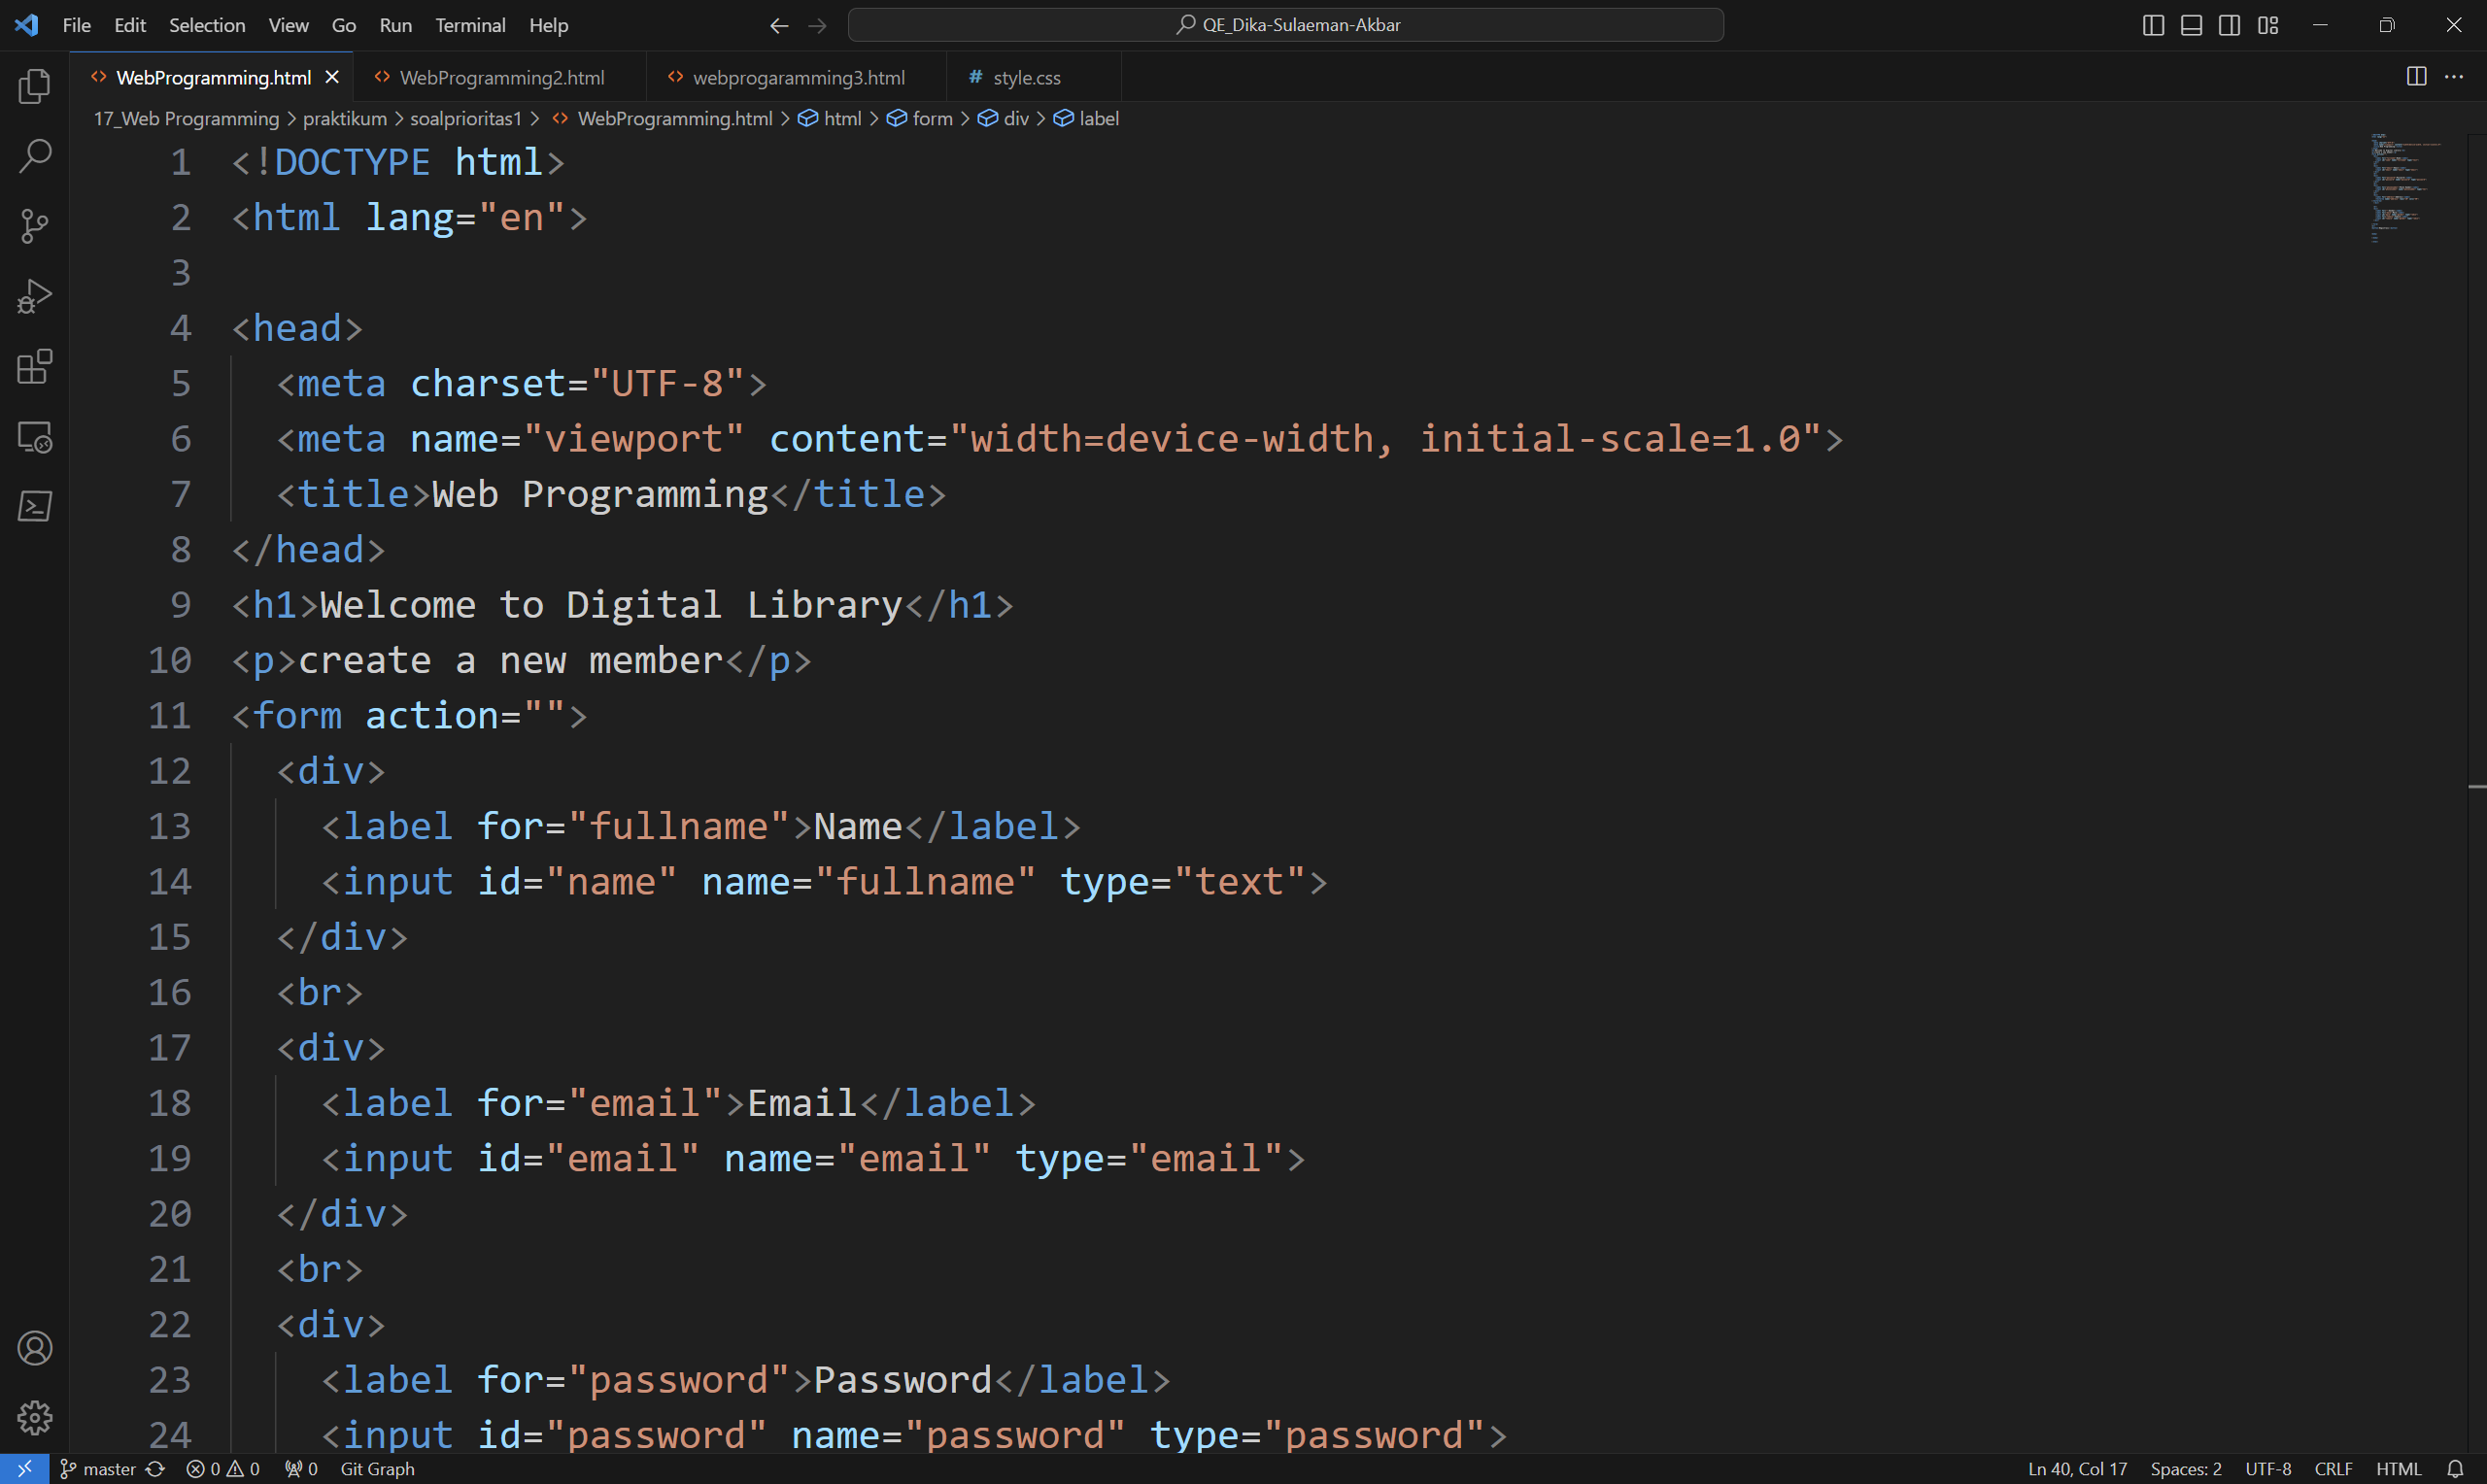 File Edit Selection View Go Run Terminal Help QE_Dika-Sulaeman-Akbar
WebProgramming.html WebProgramming2.html webprogaramming3.html # style.css
17_Web Programming > praktikum > soalprioritas1 > WebProgramming.html > html > form > div > label
1 <!DOCTYPE html>
2 <html lang="en">
3
4 <head>
5 <meta charset="UTF-8">
6 <meta name="viewport" content="width=device-width, initial-scale=1.0">
7 <title>Web Programming</title>
8 </head>
9 <h1>Welcome to Digital Library</h1>
10 <p>create a new member</p>
11 <form action="">
12 <div>
13 <label for="fullname">Name</label>
14 <input id="name" name="fullname" type="text">
15 </div>
16 <br>
17 <div>
18 <label for="email">Email</label>
19 <input id="email" name="email" type="email">
20 </div>
21 <br>
22 <div>
23 <label for="password">Password</label>
24 <input id="password" name="password" type="password">
master 0 0 0 Git Graph Ln 40, Col 17 Spaces: 2 UTF-8 CRLF HTML